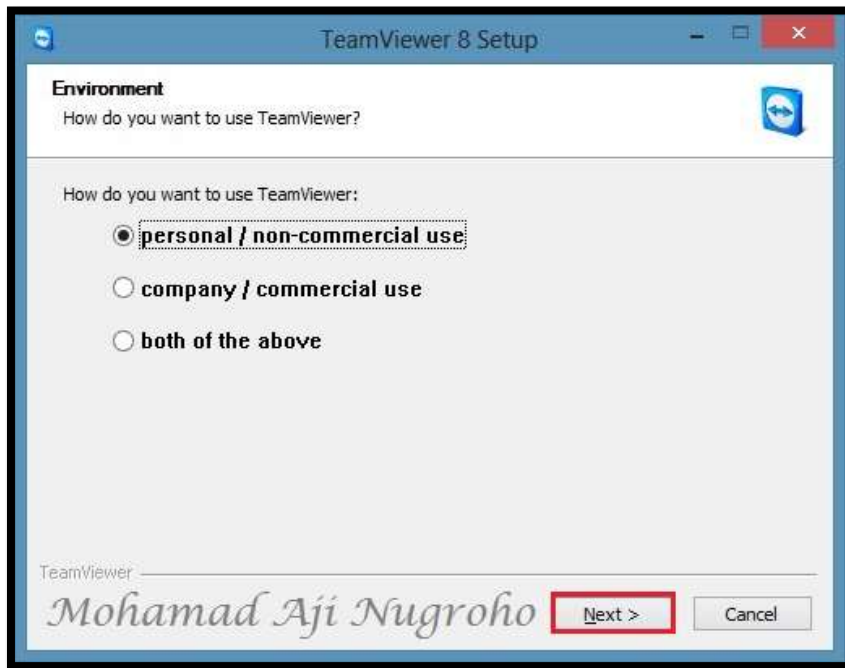 TeamViewer 8 Setup
Environment
How do you want to use TeamViewer?
How do you want to use TeamViewer:
personal / non-commercial use
company / commercial use
both of the above
TeamViewer
Mohamad Aji Nugroho
Next >
Cancel